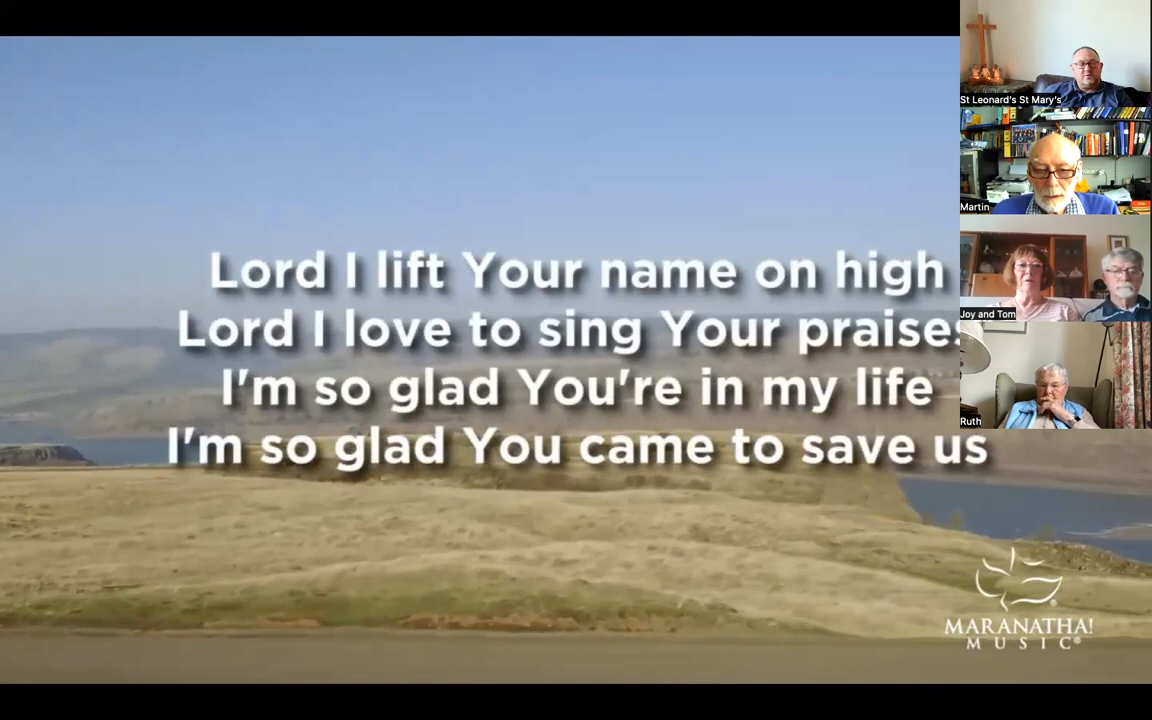 Lord I lift Your name on high
Lord I love to sing Your praises
I'm so glad You're in my life
I'm so glad You came to save us
MARANATHA!
MUSIC®
St Leonard's St Mary's
Martin
Joy and Tom
Ruth